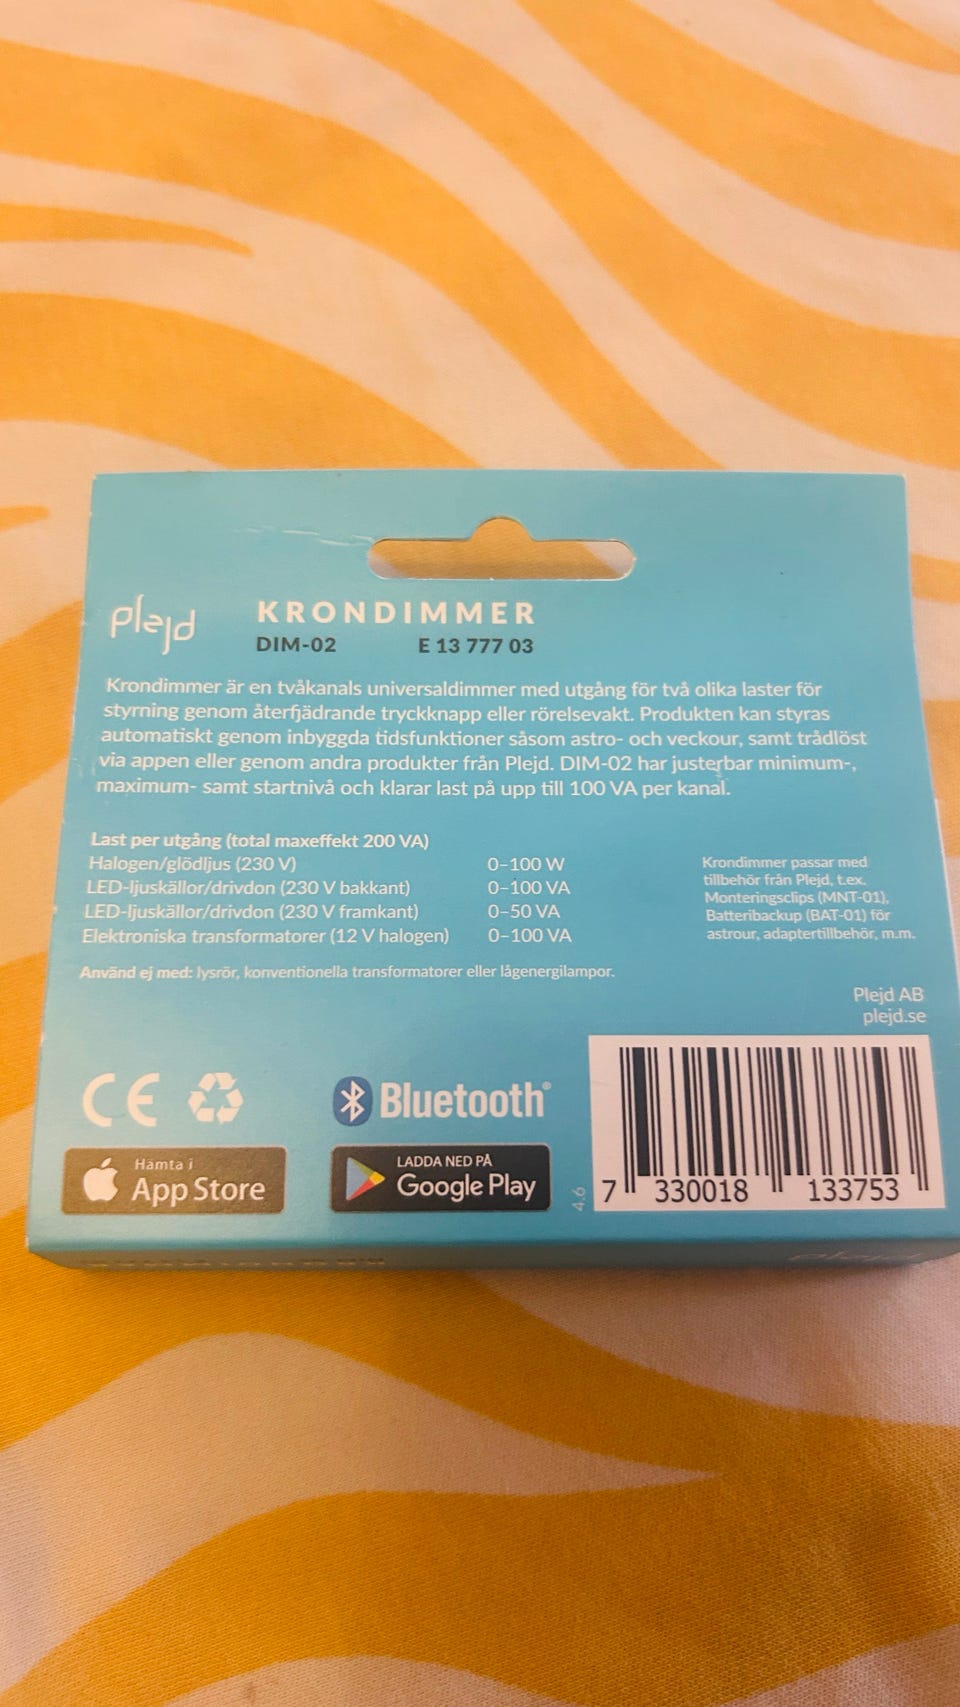 plejd
KRONDIMMER
DIM-02 E 13 777 03
Krondimmer är en tvåkanals universaldimmer med utgång för två olika laster för
styrning genom återfjädrande tryckknapp eller rörelsevakt. Produkten kan styras
automatiskt genom inbyggda tidsfunktioner såsom astro- och veckour, samt trådlöst
via appen eller genom andra produkter från Plejd. DIM-02 har justerbar minimum-,
maximum- samt startnivå och klarar last på upp till 100 VA per kanal.
Last per utgång (total maxeffekt 200 VA)
Halogen/glödljus (230 V) 0–100 W
LED-ljuskällor/drivdon (230 V bakkant) 0–100 VA
LED-ljuskällor/drivdon (230 V framkant) 0–50 VA
Elektroniska transformatorer (12 V halogen) 0–100 VA
Krondimmer passar med
tillbehör från Plejd, t.ex.
Monteringsclips (MNT-01),
Batteribackup (BAT-01) för
astrour, adaptertillbehör, m.m.
Använd ej med: lysrör, konventionella transformatorer eller lågenergilampor.
Plejd AB
plejd.se
CE
Bluetooth®
Hämta i
App Store
LADDA NED PÅ
Google Play
4.6
7 330018 133753
KRONDIMMER
plejd